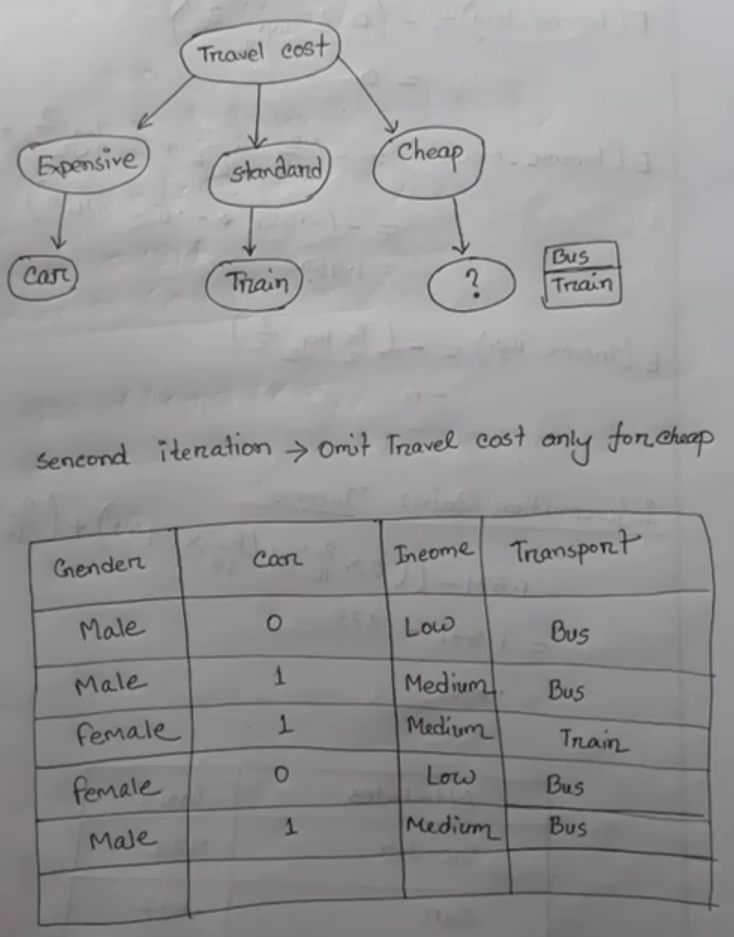 Travel cost
Expensive standard cheap
Car Train ? Bus
Train
sencond iteration → omit Travel cost only for cheap
Gender Car Income Transport
Male 0 Low Bus
Male 1 Medium Bus
female 1 Medium Train
female 0 Low Bus
Male 1 Medium Bus